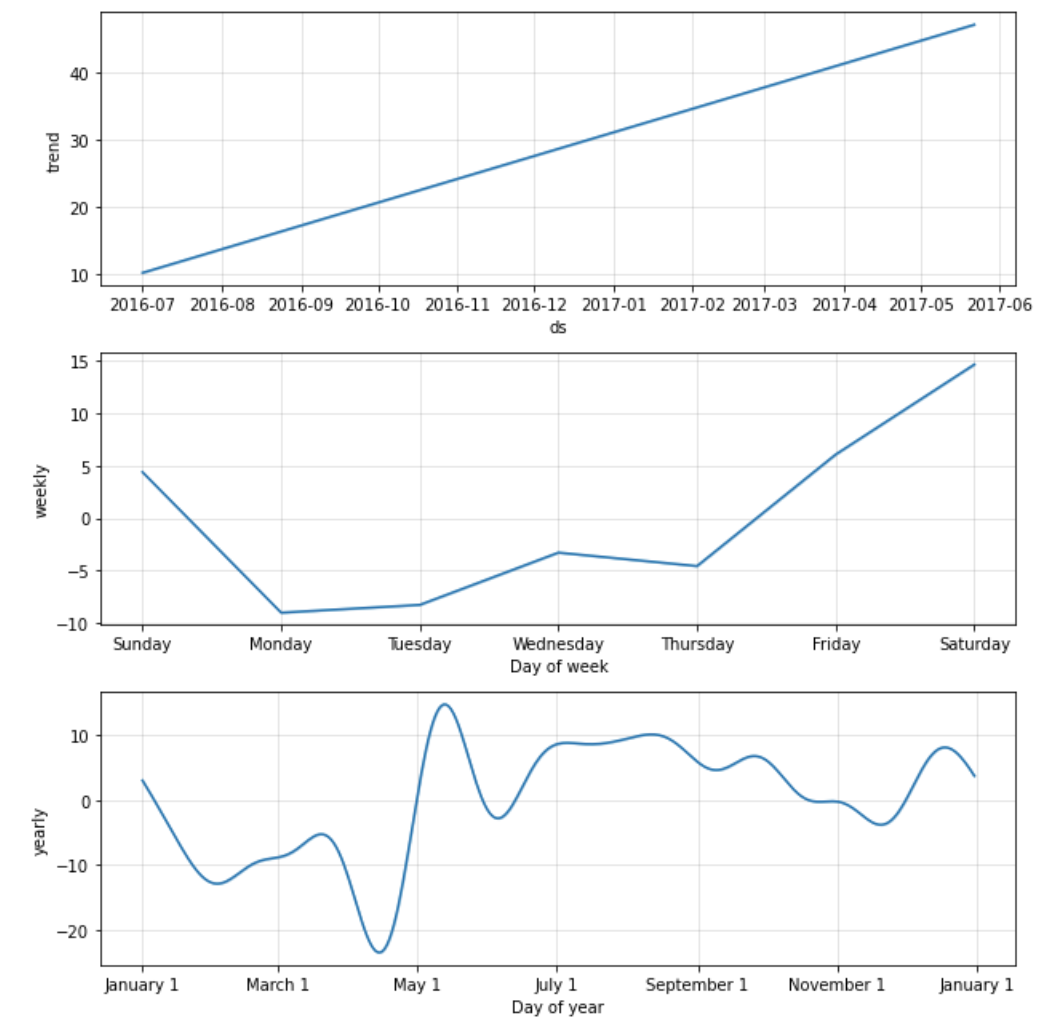 40
30
20
10
trend
2016-07 2016-08 2016-09 2016-10 2016-11 2016-12 2017-01 2017-02 2017-03 2017-04 2017-05 2017-06
ds
15
10
5
0
−5
−10
weekly
Sunday Monday Tuesday Wednesday Thursday Friday Saturday
Day of week
10
0
−10
−20
yearly
January 1 March 1 May 1 July 1 September 1 November 1 January 1
Day of year